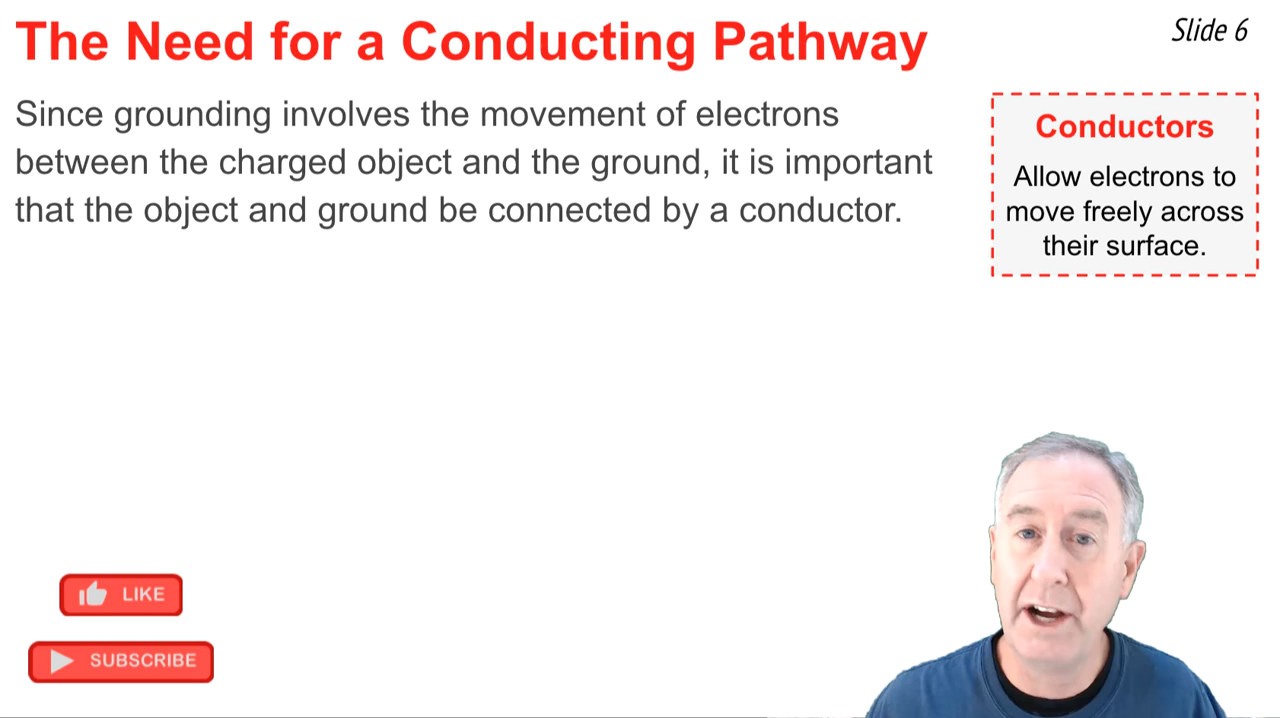 The Need for a Conducting Pathway
Slide 6
Since grounding involves the movement of electrons
between the charged object and the ground, it is important
that the object and ground be connected by a conductor.
Conductors
Allow electrons to
move freely across
their surface.
LIKE
SUBSCRIBE